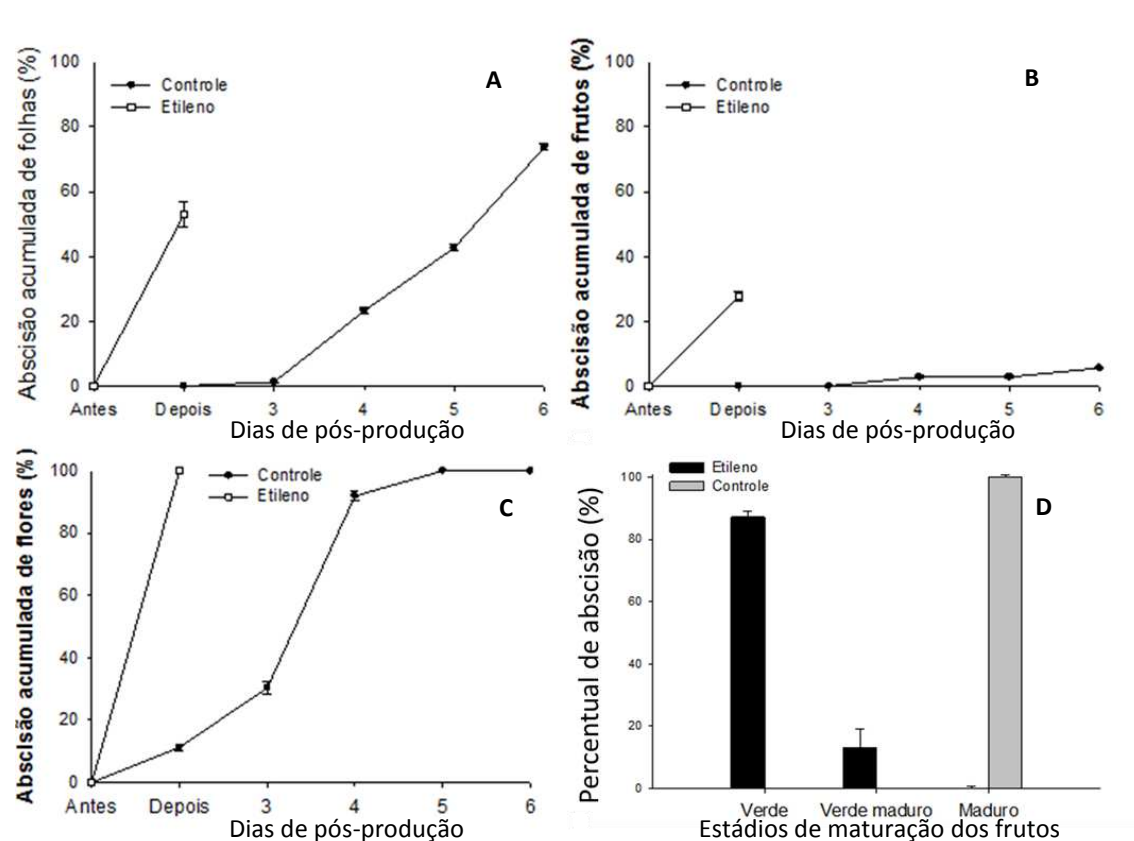 Abscisão acumulada de folhas (%)
100
80
60
40
20
0
Controle
Etileno
A
Antes
Depois
3
4
5
6
Dias de pós-produção
Abscisão acumulada de frutos (%)
100
80
60
40
20
0
Controle
Etileno
B
Antes
Depois
3
4
5
6
Dias de pós-produção
Abscisão acumulada de flores (%)
100
80
60
40
20
0
Controle
Etileno
C
Antes
Depois
3
4
5
6
Dias de pós-produção
Percentual de abscisão (%)
100
80
60
40
20
0
Etileno
Controle
D
Verde
Verde maduro
Maduro
Estádios de maturação dos frutos